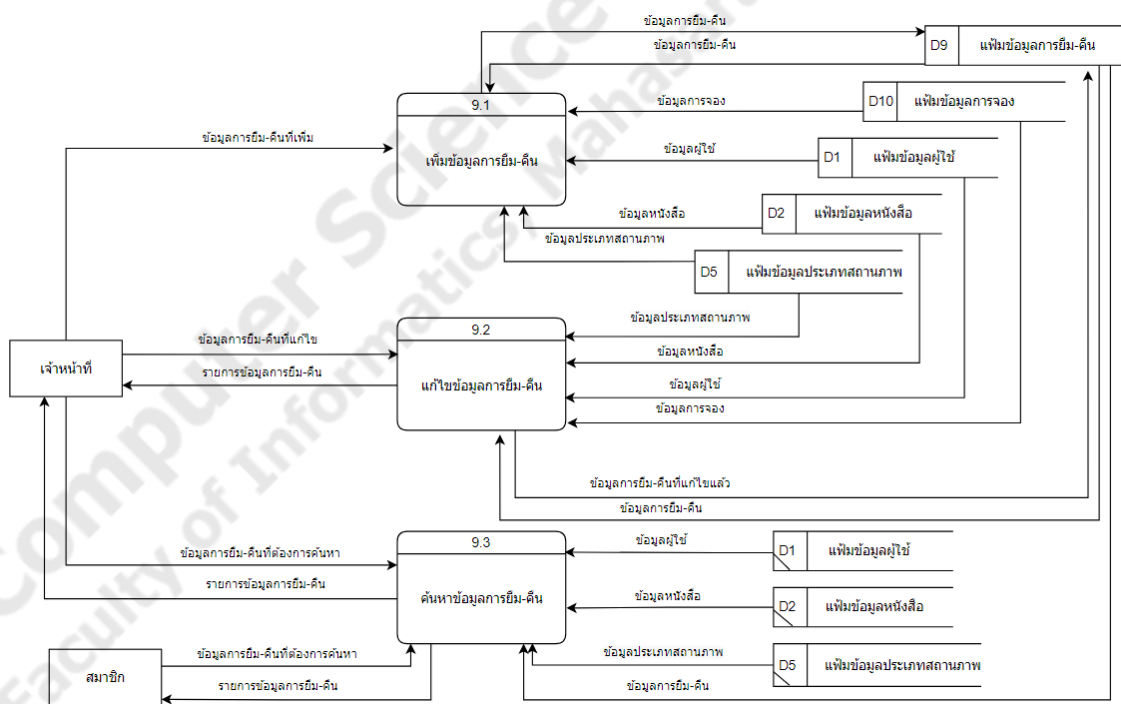 ข้อมูลการยืม-คืน
ข้อมูลการยืม-คืน
D9 แฟ้มข้อมูลการยืม-คืน
9.1
เพิ่มข้อมูลการยืม-คืน
ข้อมูลการจอง
D10 แฟ้มข้อมูลการจอง
ข้อมูลการยืม-คืนที่เพิ่ม
ข้อมูลผู้ใช้
D1 แฟ้มข้อมูลผู้ใช้
ข้อมูลหนังสือ
D2 แฟ้มข้อมูลหนังสือ
ข้อมูลประเภทสถานภาพ
D5 แฟ้มข้อมูลประเภทสถานภาพ
9.2
แก้ไขข้อมูลการยืม-คืน
ข้อมูลประเภทสถานภาพ
ข้อมูลการยืม-คืนที่แก้ไข
ข้อมูลหนังสือ
เจ้าหน้าที่
รายการข้อมูลการยืม-คืน
ข้อมูลผู้ใช้
ข้อมูลการจอง
ข้อมูลการยืม-คืนที่แก้ไขแล้ว
ข้อมูลการยืม-คืน
9.3
ค้นหาข้อมูลการยืม-คืน
ข้อมูลผู้ใช้
D1 แฟ้มข้อมูลผู้ใช้
ข้อมูลการยืม-คืนที่ต้องการค้นหา
รายการข้อมูลการยืม-คืน
ข้อมูลหนังสือ
D2 แฟ้มข้อมูลหนังสือ
ข้อมูลการยืม-คืนที่ต้องการค้นหา
ข้อมูลประเภทสถานภาพ
D5 แฟ้มข้อมูลประเภทสถานภาพ
สมาชิก
รายการข้อมูลการยืม-คืน
ข้อมูลการยืม-คืน
Computer Science
Faculty of Informatics,